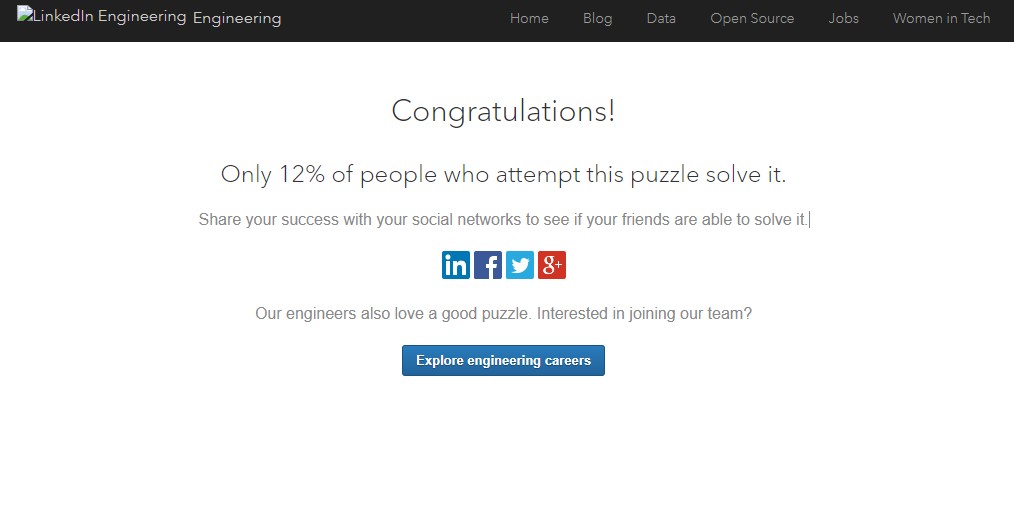 LinkedIn Engineering Engineering Home Blog Data Open Source Jobs Women in Tech
Congratulations!
Only 12% of people who attempt this puzzle solve it.
Share your success with your social networks to see if your friends are able to solve it.
in f g+
Our engineers also love a good puzzle. Interested in joining our team?
Explore engineering careers